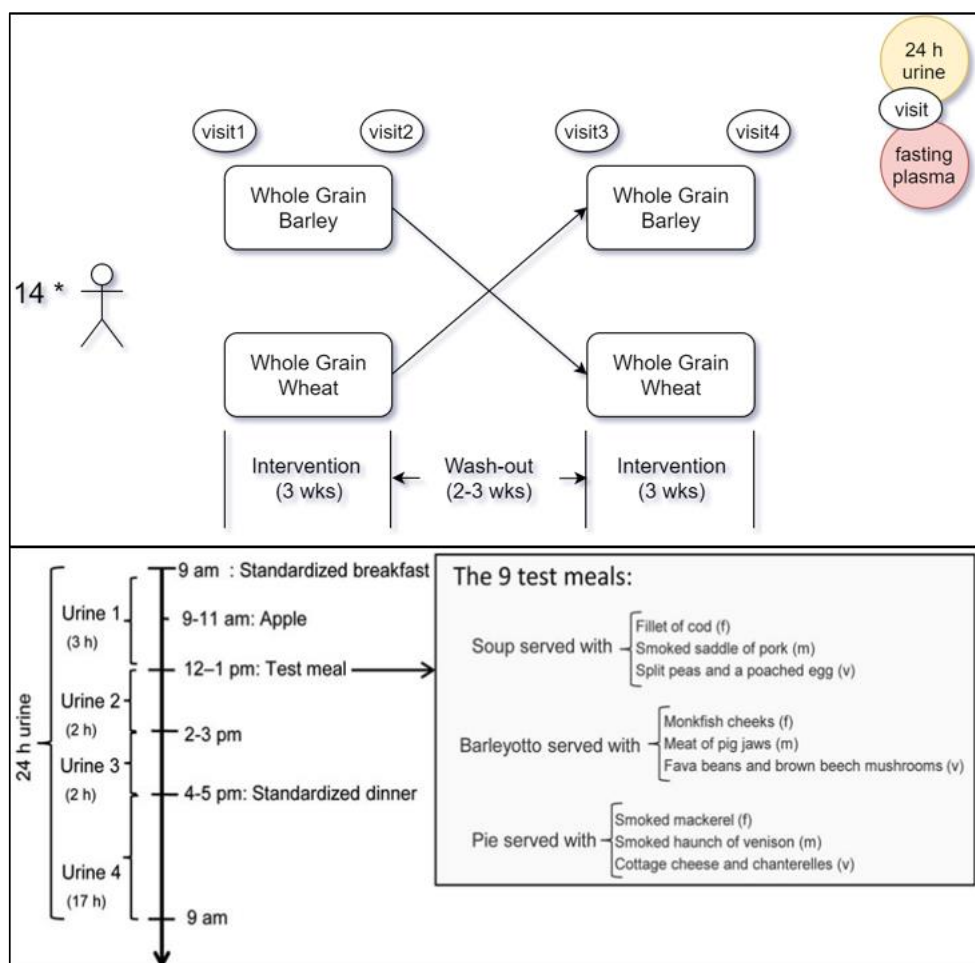 24 h
urine
visit
fasting
plasma
visit1
visit2
visit3
visit4
Whole Grain
Barley
Whole Grain
Barley
14 *
Whole Grain
Wheat
Whole Grain
Wheat
Intervention
(3 wks)
Wash-out
(2-3 wks)
Intervention
(3 wks)
24 h urine
Urine 1
(3 h)
Urine 2
(2 h)
Urine 3
(2 h)
Urine 4
(17 h)
9 am : Standardized breakfast
9-11 am: Apple
12–1 pm: Test meal
2-3 pm
4-5 pm: Standardized dinner
9 am
The 9 test meals:
Soup served with
Fillet of cod (f)
Smoked saddle of pork (m)
Split peas and a poached egg (v)
Barleyotto served with
Monkfish cheeks (f)
Meat of pig jaws (m)
Fava beans and brown beech mushrooms (v)
Pie served with
Smoked mackerel (f)
Smoked haunch of venison (m)
Cottage cheese and chanterelles (v)